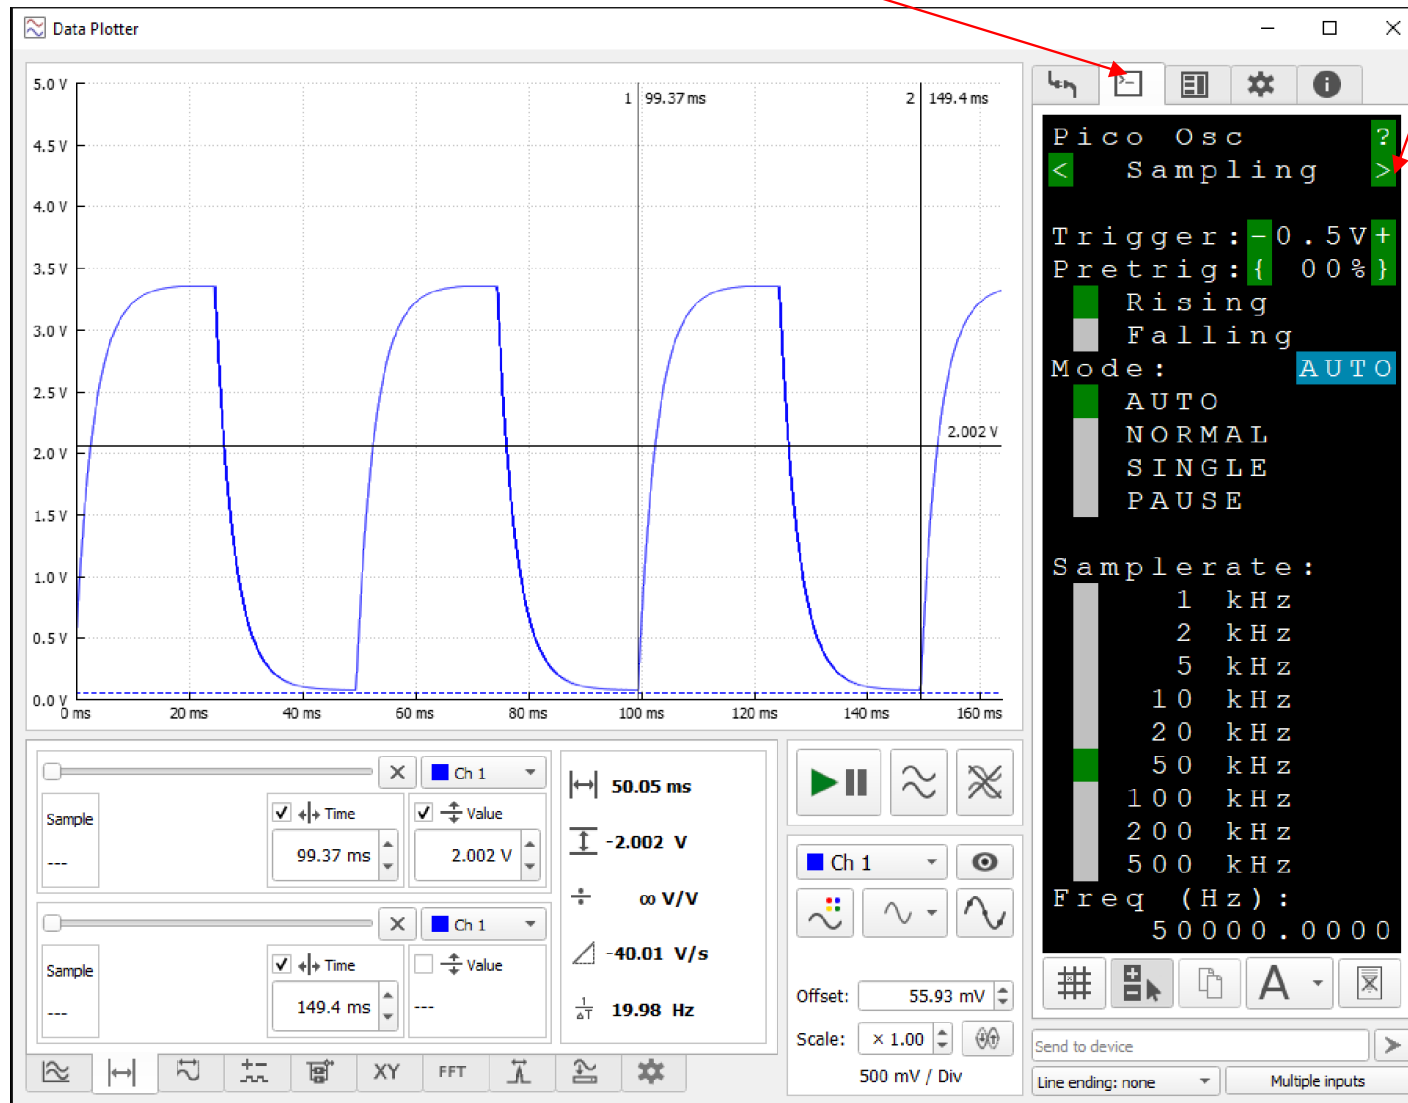 Data Plotter
5.0 V
4.5 V
4.0 V
3.5 V
3.0 V
2.5 V
2.0 V
1.5 V
1.0 V
0.5 V
0.0 V
1 99.37 ms
2 149.4 ms
2.002 V
0 ms 20 ms 40 ms 60 ms 80 ms 100 ms 120 ms 140 ms 160 ms
Ch 1
Sample
---
Time
99.37 ms
Value
2.002 V
Ch 1
Sample
---
Time
149.4 ms
Value
---
50.05 ms
-2.002 V
∞ V/V
-40.01 V/s
1
ΔT
19.98 Hz
XY
FFT
Ch 1
Offset: 55.93 mV
Scale: × 1.00
500 mV / Div
Pico Osc ?
< Sampling >
Trigger:-0.5V+
Pretrig:{ 00%}
Rising
Falling
Mode: AUTO
AUTO
NORMAL
SINGLE
PAUSE
Samplerate:
1 kHz
2 kHz
5 kHz
10 kHz
20 kHz
50 kHz
100 kHz
200 kHz
500 kHz
Freq (Hz):
50000.0000
A
Send to device
Line ending: none
Multiple inputs